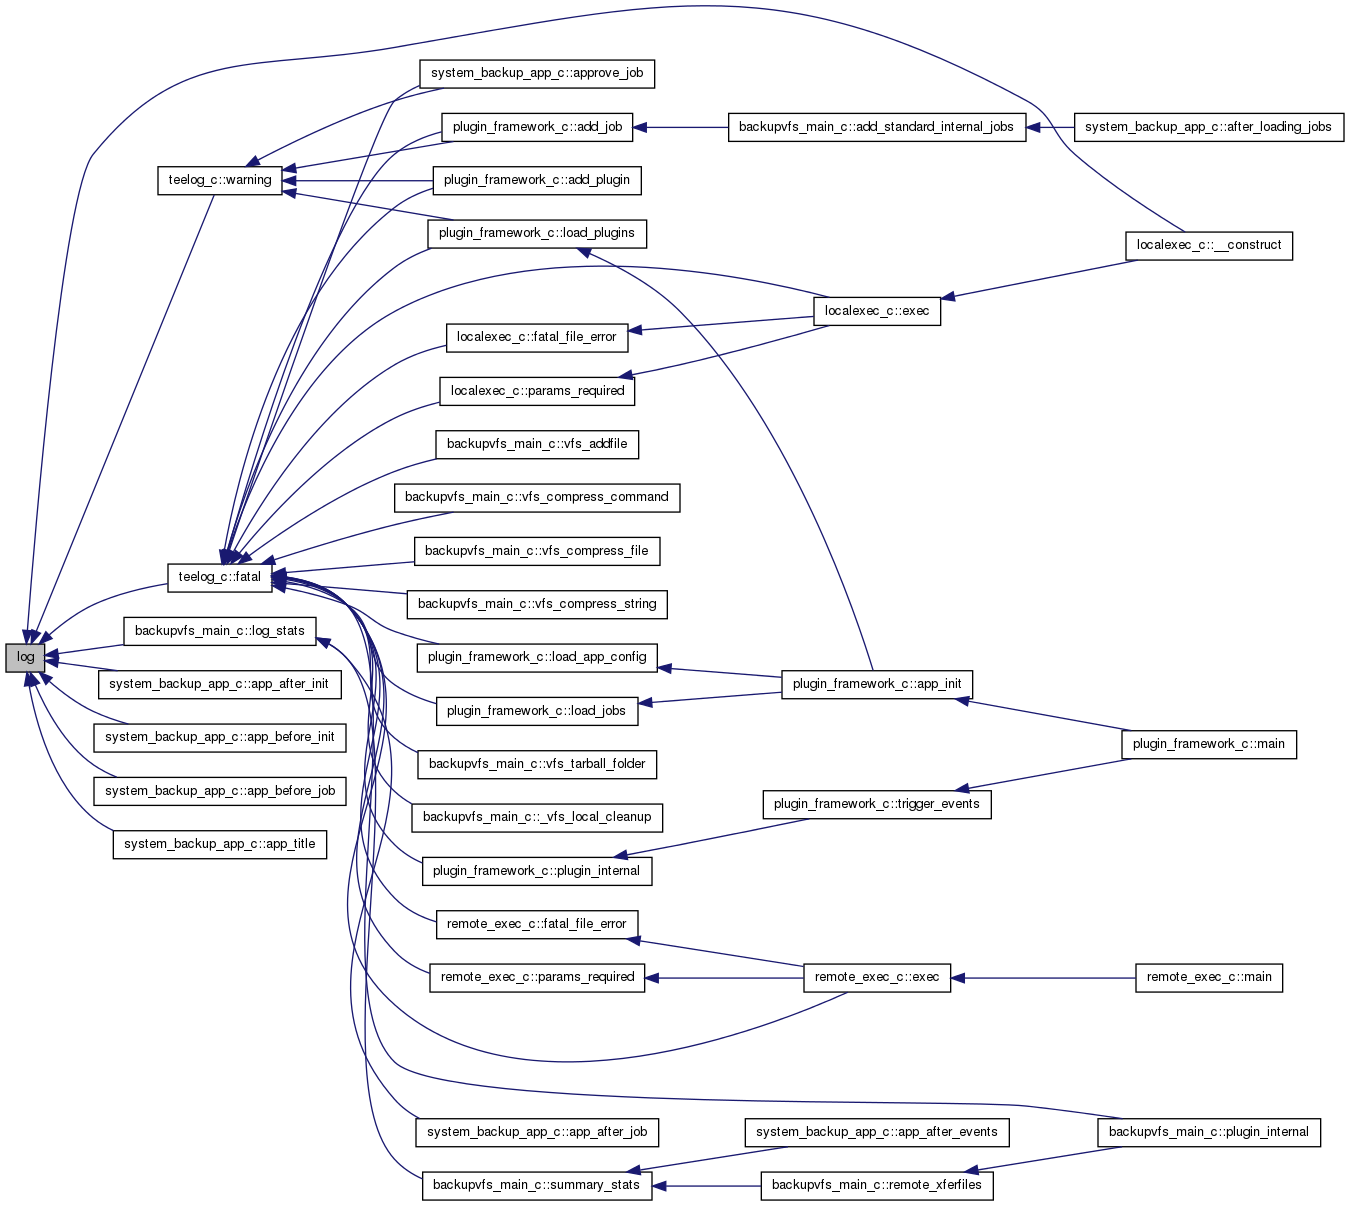 system_backup_app_c::approve_job
plugin_framework_c::add_job
backupvfs_main_c::add_standard_internal_jobs
system_backup_app_c::after_loading_jobs
teelog_c::warning
plugin_framework_c::add_plugin
plugin_framework_c::load_plugins
localexec_c::__construct
localexec_c::exec
localexec_c::fatal_file_error
localexec_c::params_required
backupvfs_main_c::vfs_addfile
backupvfs_main_c::vfs_compress_command
backupvfs_main_c::vfs_compress_file
teelog_c::fatal
backupvfs_main_c::vfs_compress_string
backupvfs_main_c::log_stats
log
plugin_framework_c::load_app_config
system_backup_app_c::app_after_init
plugin_framework_c::app_init
plugin_framework_c::load_jobs
system_backup_app_c::app_before_init
plugin_framework_c::main
backupvfs_main_c::vfs_tarball_folder
system_backup_app_c::app_before_job
plugin_framework_c::trigger_events
backupvfs_main_c::_vfs_local_cleanup
system_backup_app_c::app_title
plugin_framework_c::plugin_internal
remote_exec_c::fatal_file_error
remote_exec_c::params_required
remote_exec_c::exec
remote_exec_c::main
system_backup_app_c::app_after_job
system_backup_app_c::app_after_events
backupvfs_main_c::plugin_internal
backupvfs_main_c::summary_stats
backupvfs_main_c::remote_xferfiles